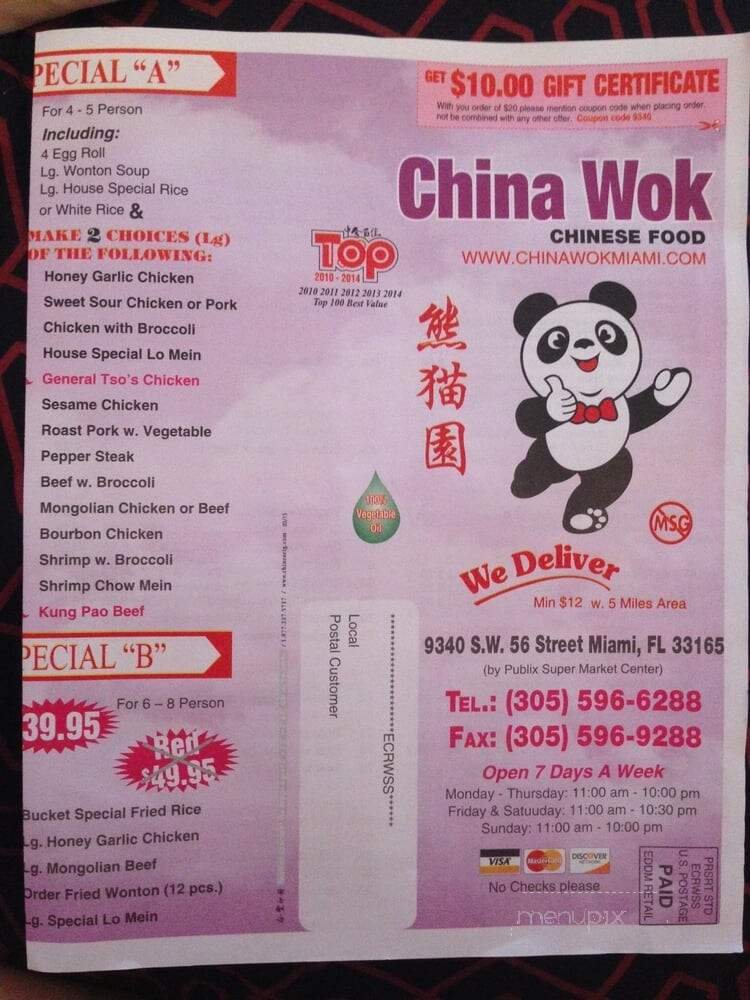 PECIAL "A"
For 4 - 5 Person
Including:
4 Egg Roll
Lg. Wonton Soup
Lg. House Special Rice
or White Rice &
MAKE 2 CHOICES (Lg)
OF THE FOLLOWING:
Honey Garlic Chicken
Sweet Sour Chicken or Pork
Chicken with Broccoli
House Special Lo Mein
General Tso's Chicken
Sesame Chicken
Roast Pork w. Vegetable
Pepper Steak
Beef w. Broccoli
Mongolian Chicken or Beef
Bourbon Chicken
Shrimp w. Broccoli
Shrimp Chow Mein
Kung Pao Beef
PECIAL "B"
For 6 – 8 Person
39.95
Red
$49.95
Bucket Special Fried Rice
Lg. Honey Garlic Chicken
Lg. Mongolian Beef
Order Fried Wonton (12 pcs.)
Lg. Special Lo Mein
TOP
2010 - 2014
2010 2011 2012 2013 2014
Top 100 Best Value
100%
Vegetable
Oil
*********************ECRWSS******
Local
Postal Customer
GET $10.00 GIFT CERTIFICATE
With you order of $20 please mention coupon code when placing order.
not be combined with any other offer. Coupon code 9340
China Wok
CHINESE FOOD
WWW.CHINAWOKMIAMI.COM
熊
猫
園
MSG
We Deliver
Min $12 w. 5 Miles Area
9340 S.W. 56 Street Miami, FL 33165
(by Publix Super Market Center)
TEL.: (305) 596-6288
FAX: (305) 596-9288
Open 7 Days A Week
Monday - Thursday: 11:00 am - 10:00 pm
Friday & Satuuday: 11:00 am - 10:30 pm
Sunday: 11:00 am - 10:00 pm
VISA
MasterCard
DISCOVER
NETWORK
No Checks please
PRSRT STD
ECRWSS
U.S. POSTAGE
PAID
EDDM RETAIL
menupix